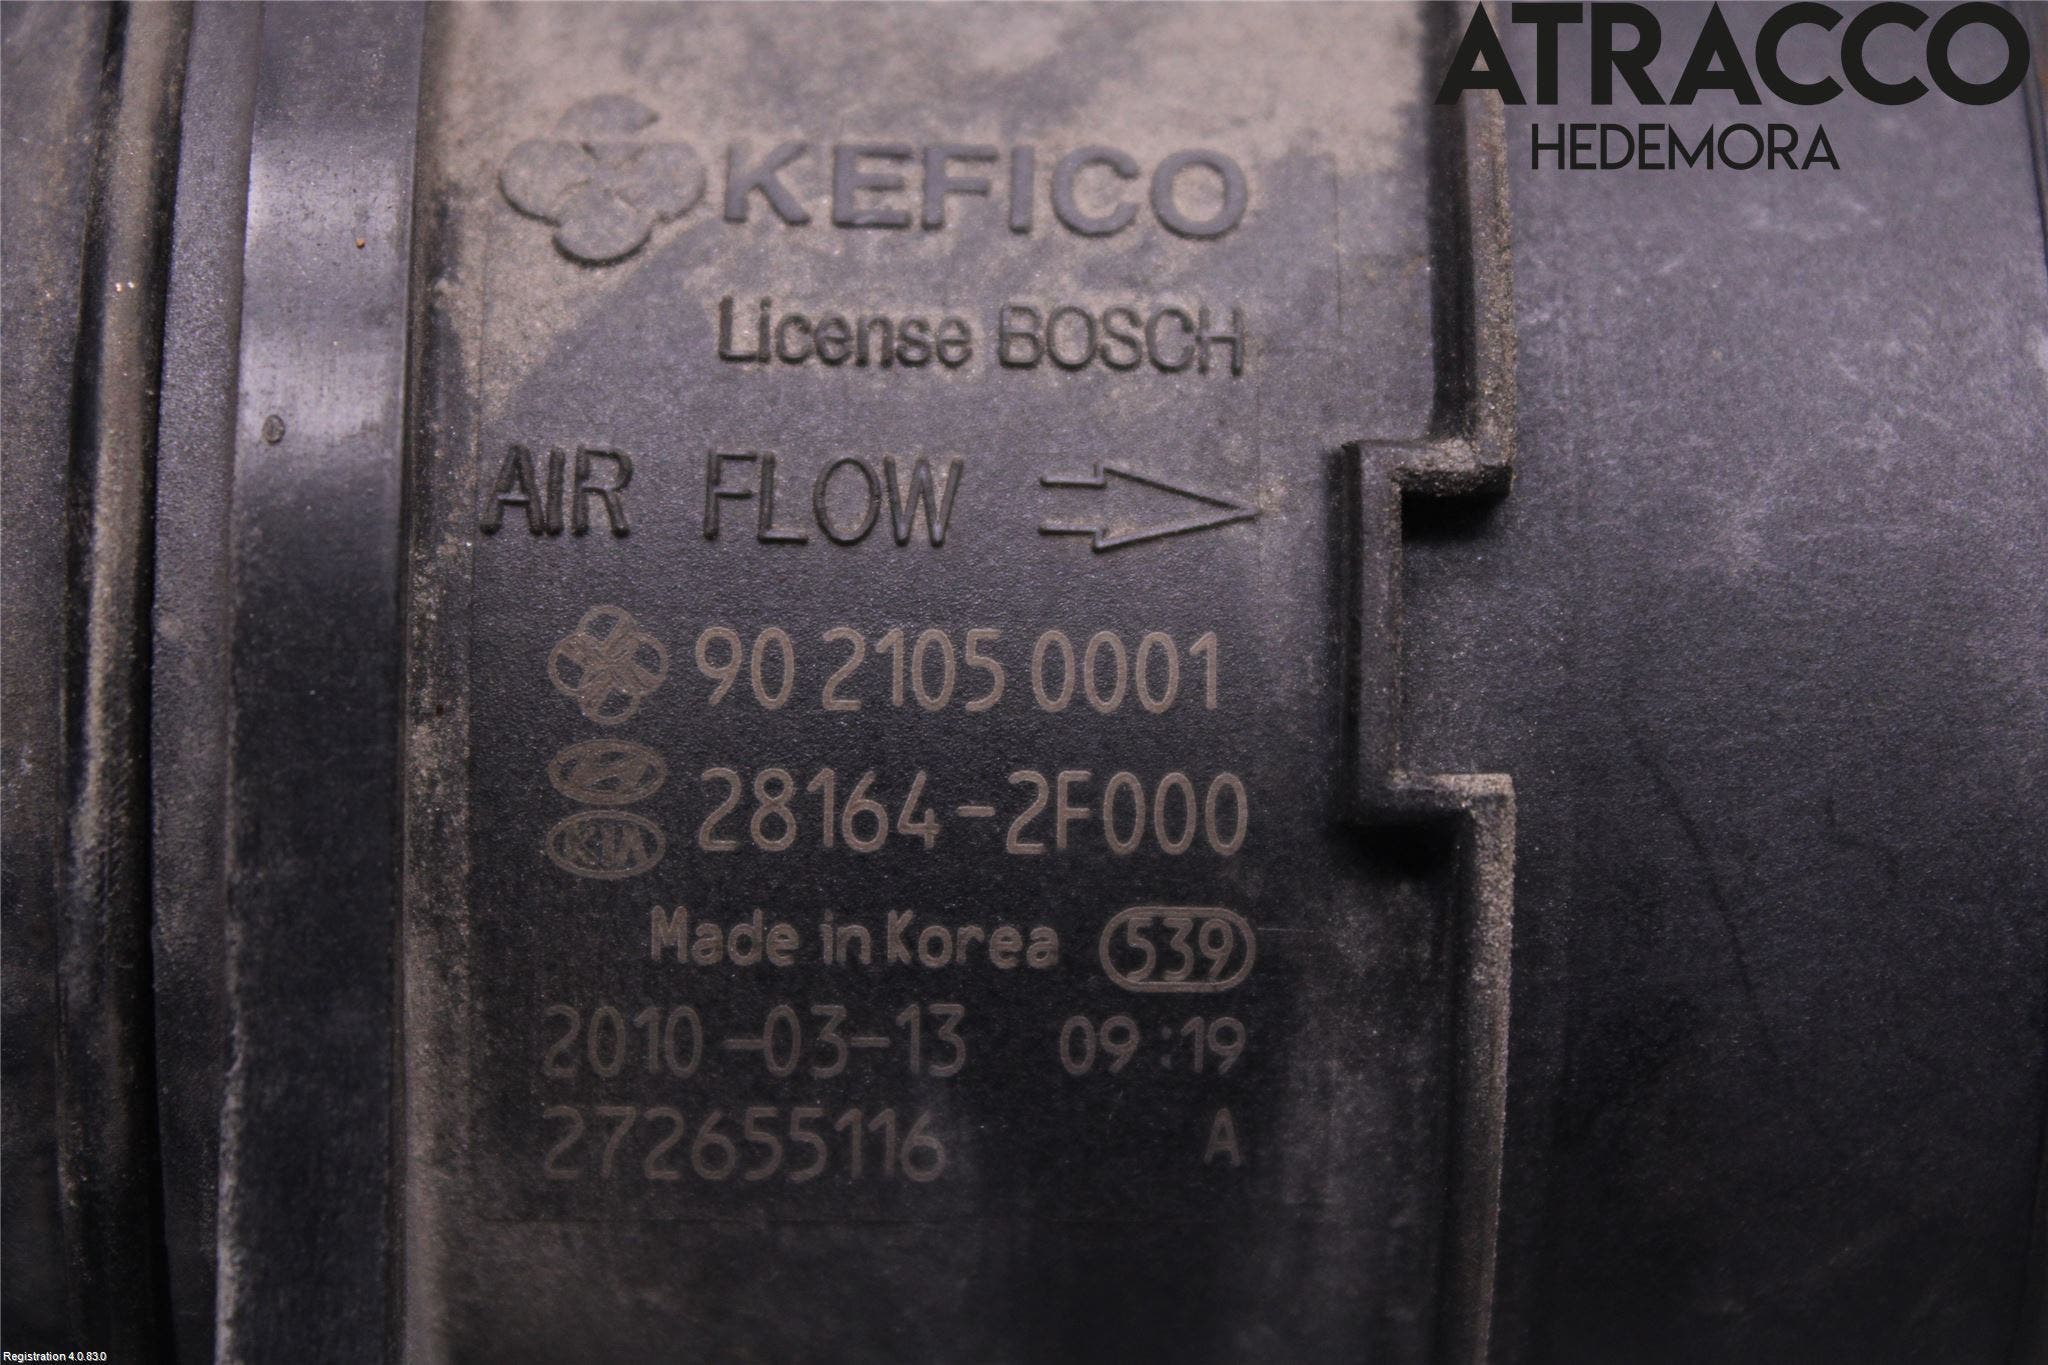 ATRACCO
HEDEMORA
KEFICO
License BOSCH
AIR FLOW
90 2105 0001
28164-2F000
KIA
Made in Korea 539
2010-03-13 09:19
272655116 A
Registration 4.0.83.0